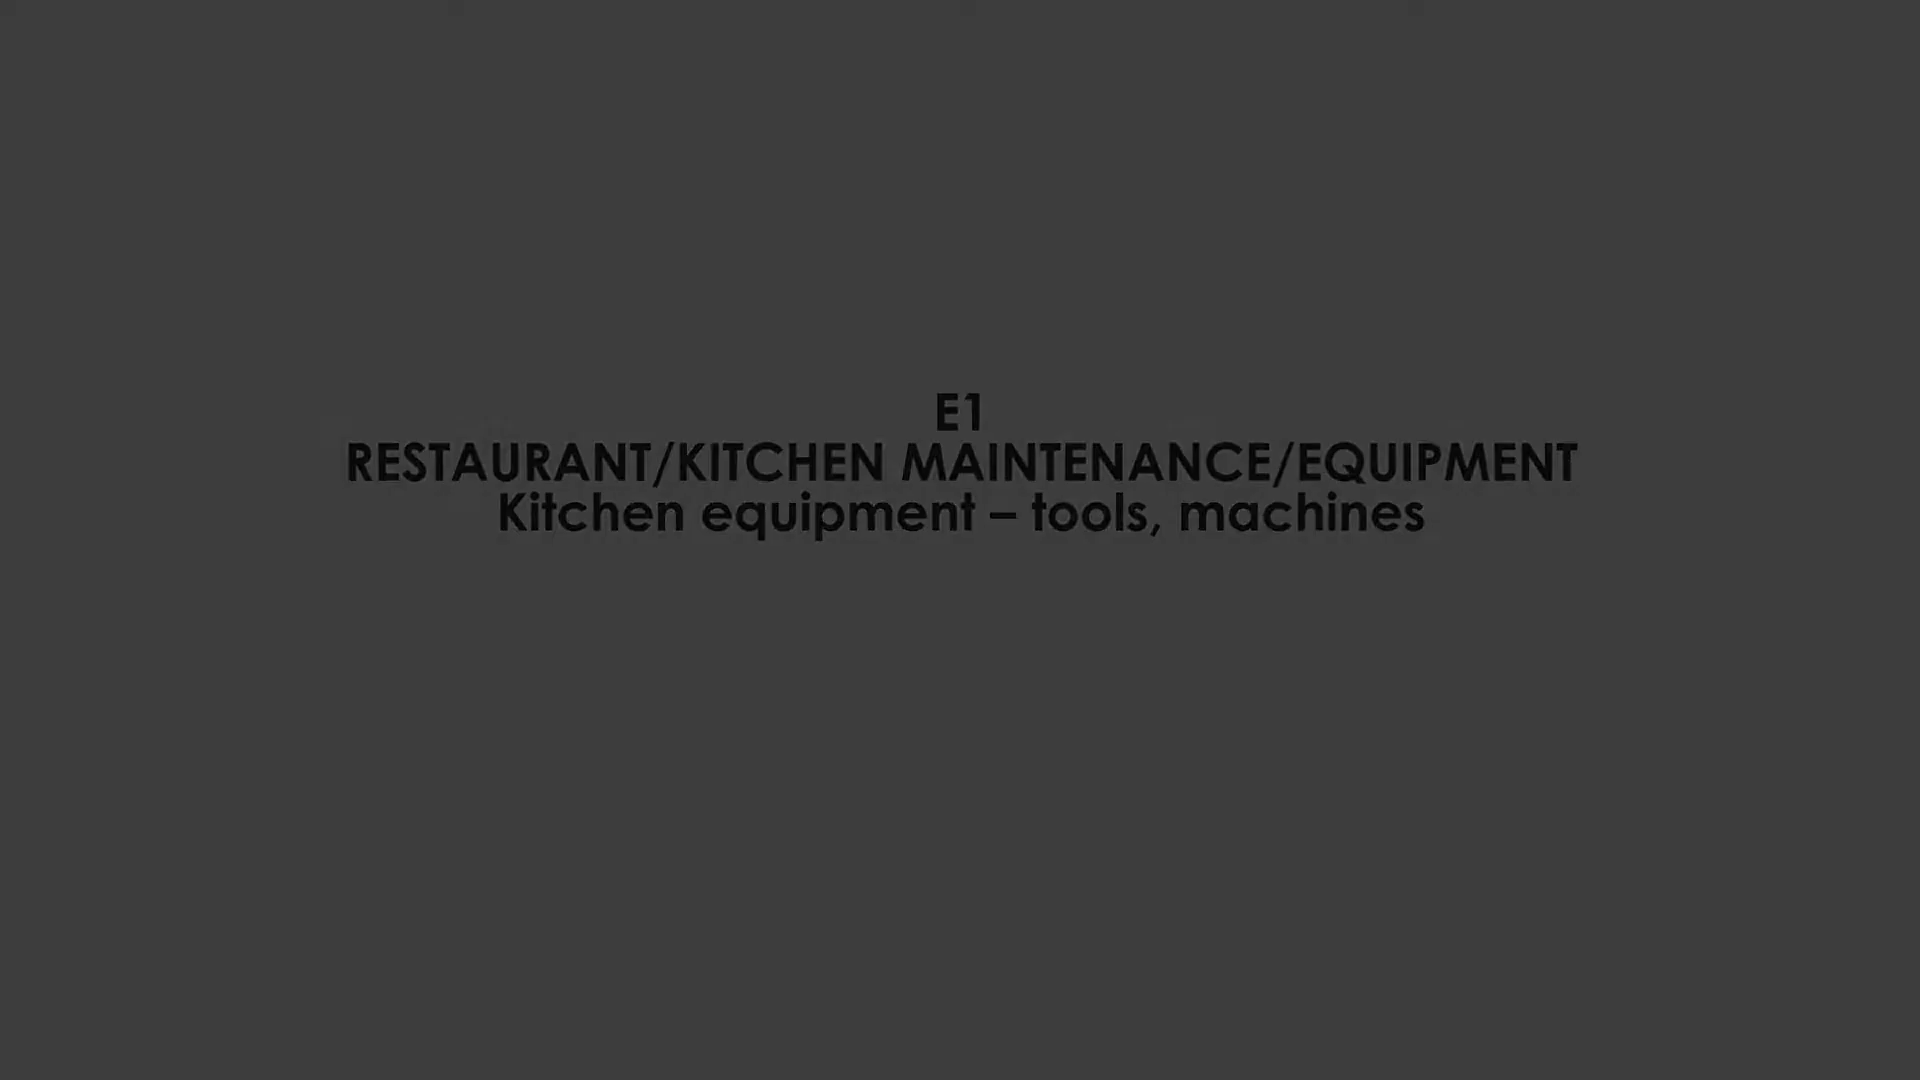 E1
RESTAURANT/KITCHEN MAINTENANCE/EQUIPMENT
Kitchen equipment – tools, machines